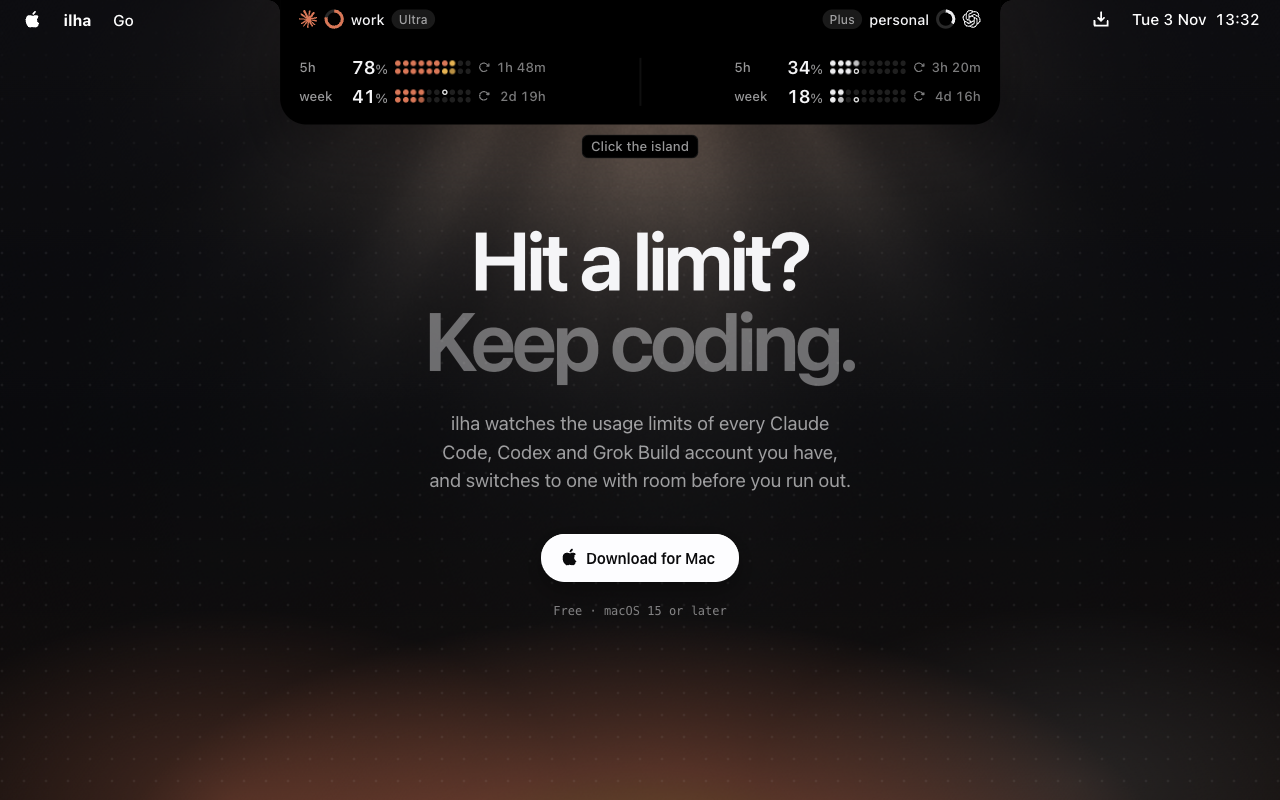 ilha Go
work Ultra
Plus personal
Tue 3 Nov 13:32
5h 78% 1h 48m
week 41% 2d 19h
5h 34% 3h 20m
week 18% 4d 16h
Click the island
Hit a limit?
Keep coding.
ilha watches the usage limits of every Claude
Code, Codex and Grok Build account you have,
and switches to one with room before you run out.
Download for Mac
Free · macOS 15 or later